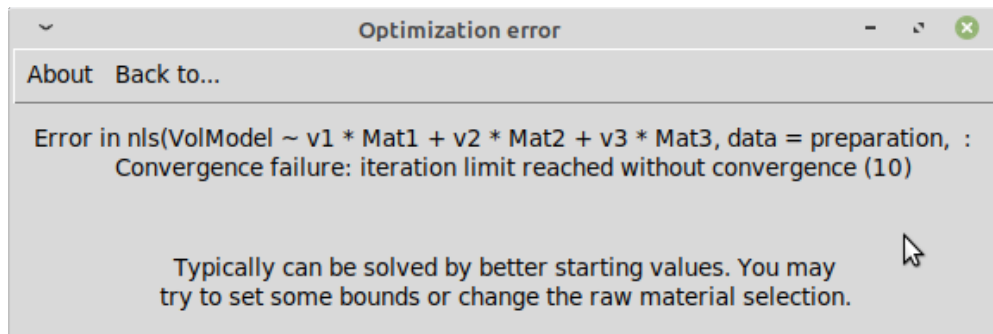 Optimization error
About Back to...
Error in nls(VolModel ~ v1 * Mat1 + v2 * Mat2 + v3 * Mat3, data = preparation, :
Convergence failure: iteration limit reached without convergence (10)
Typically can be solved by better starting values. You may
try to set some bounds or change the raw material selection.